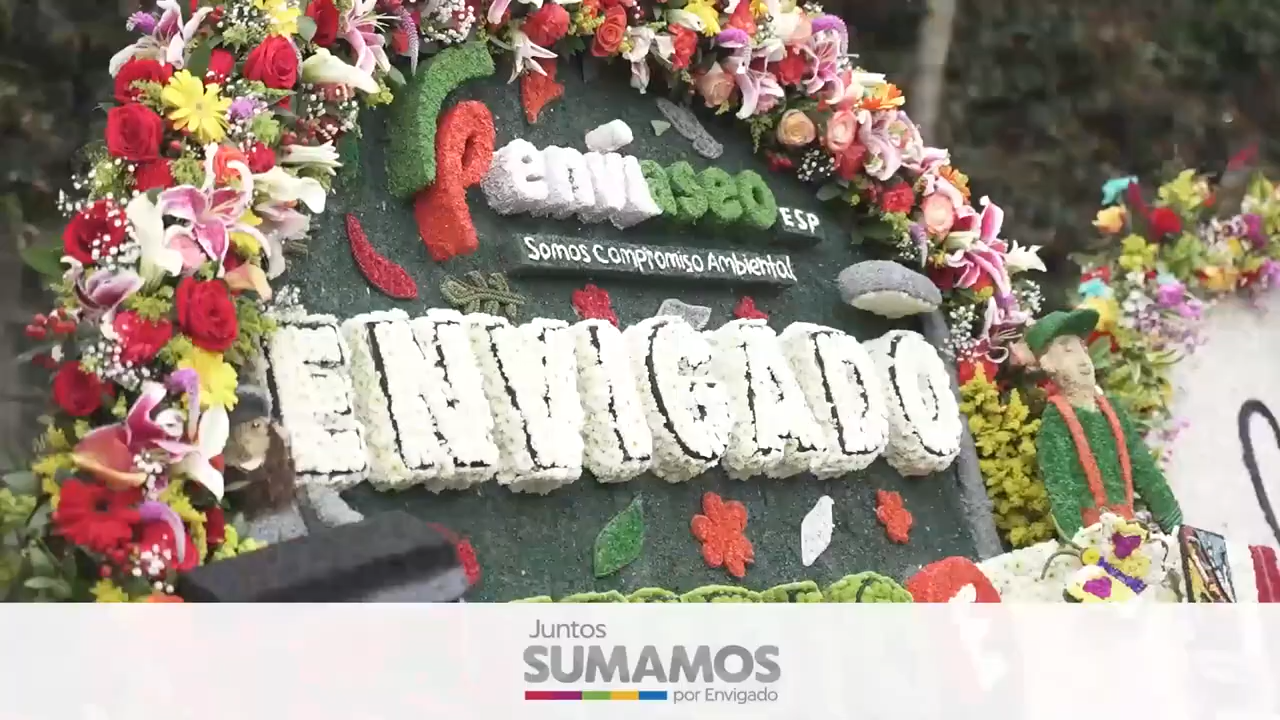 enviaseo
ESP
Somos Compromiso Ambiental
ENVIGADO
Juntos
SUMAMOS
por Envigado